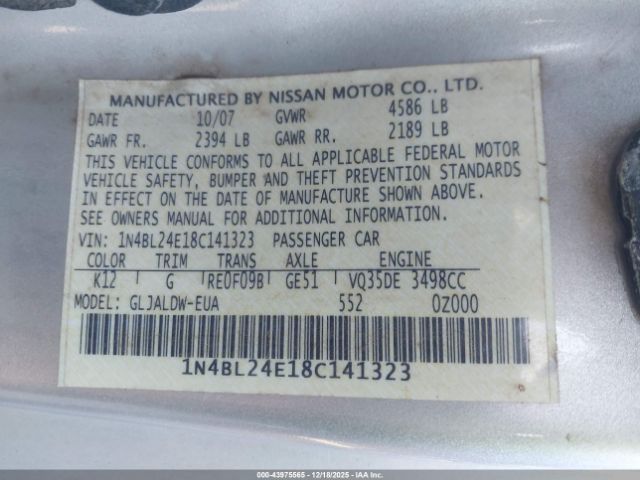 MANUFACTURED BY NISSAN MOTOR CO., LTD.
DATE 10/07 GVWR 4586 LB
GAWR FR. 2394 LB GAWR RR. 2189 LB
THIS VEHICLE CONFORMS TO ALL APPLICABLE FEDERAL MOTOR
VEHICLE SAFETY, BUMPER AND THEFT PREVENTION STANDARDS
IN EFFECT ON THE DATE OF MANUFACTURE SHOWN ABOVE.
SEE OWNERS MANUAL FOR ADDITIONAL INFORMATION.
VIN: 1N4BL24E18C141323 PASSENGER CAR
COLOR TRIM TRANS AXLE ENGINE
K12 G RE0F09B GE51 VQ35DE 3498CC
MODEL: GLJALDW-EUA 552 0Z000
1N4BL24E18C141323
000-43975565 • 12/18/2025 • IAAI.COM